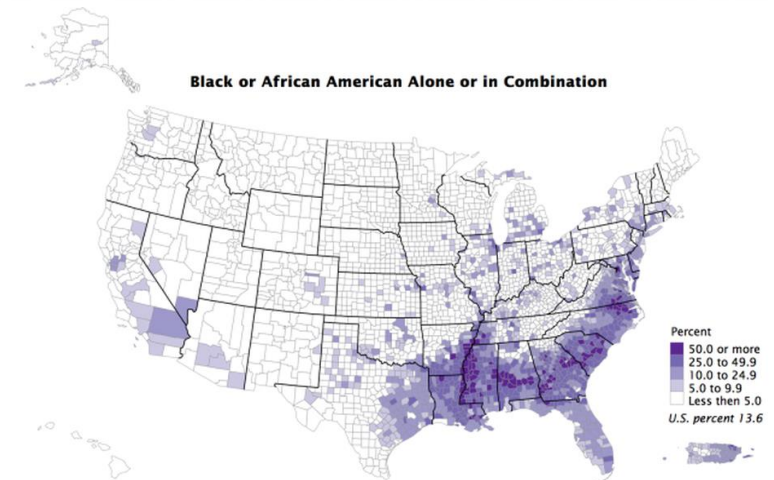 Black or African American Alone or in Combination
Percent
50.0 or more
25.0 to 49.9
10.0 to 24.9
5.0 to 9.9
Less then 5.0
U.S. percent 13.6